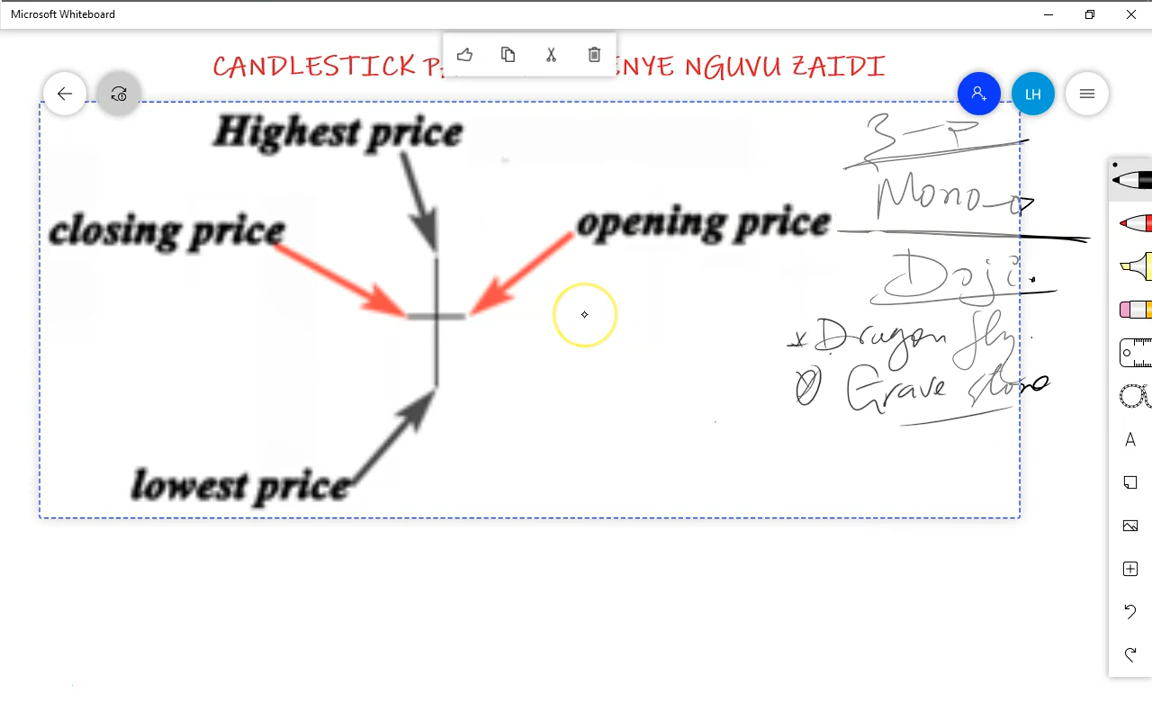 Microsoft Whiteboard
CANDLESTICK NGUVU ZAIDI
LH
Highest price
closing price
opening price
lowest price
3-P
Mono-
Doji.
* Dragon fly.
Grave stone
A